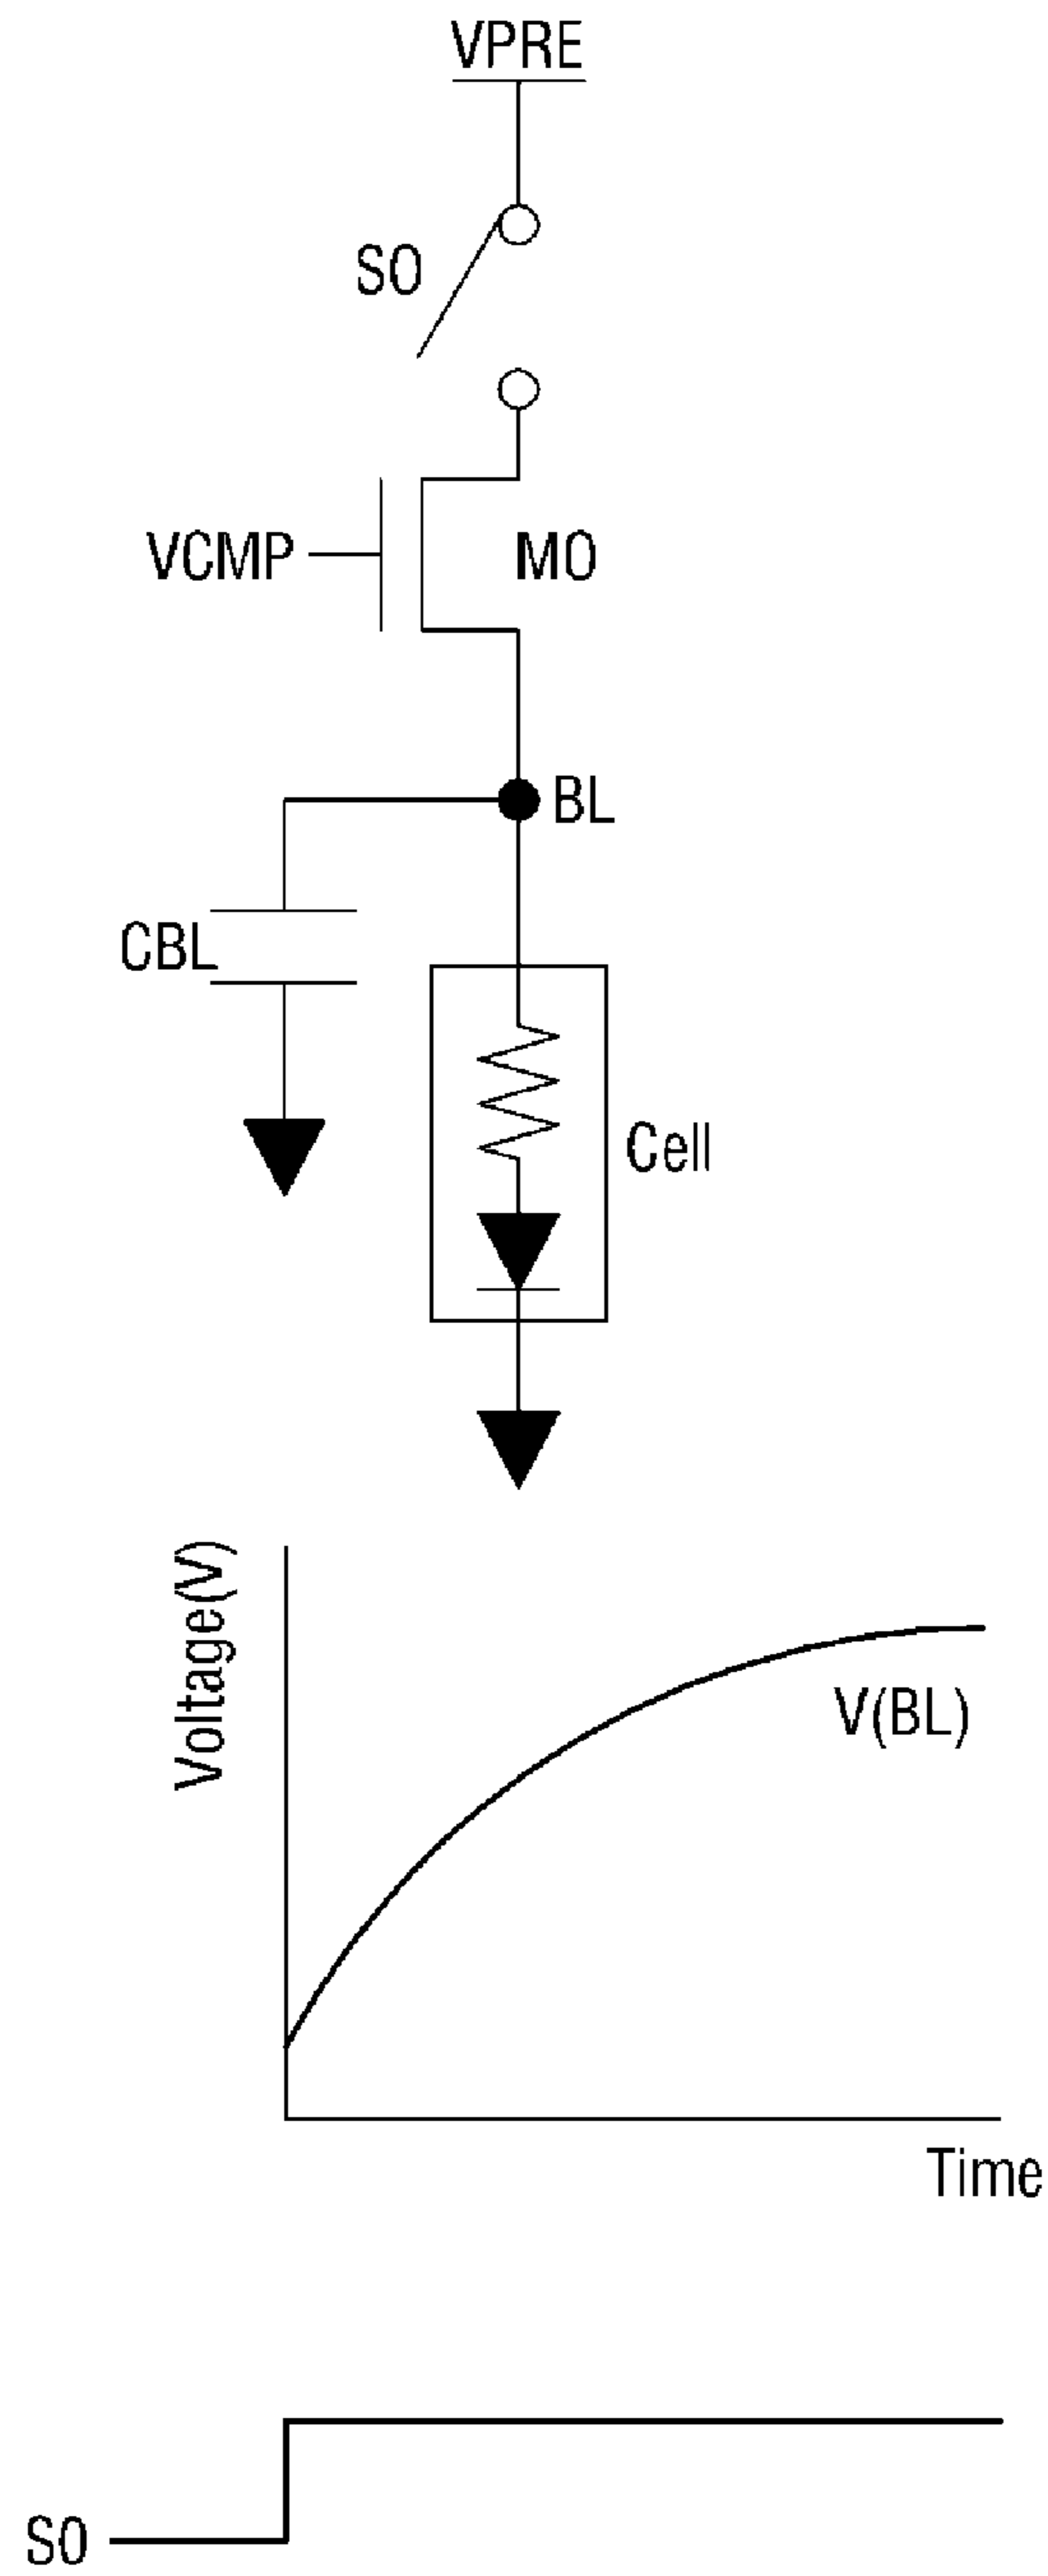 VPRE
S0
VCMP
M0
BL
CBL
Cell
Voltage(V)
V(BL)
Time
S0